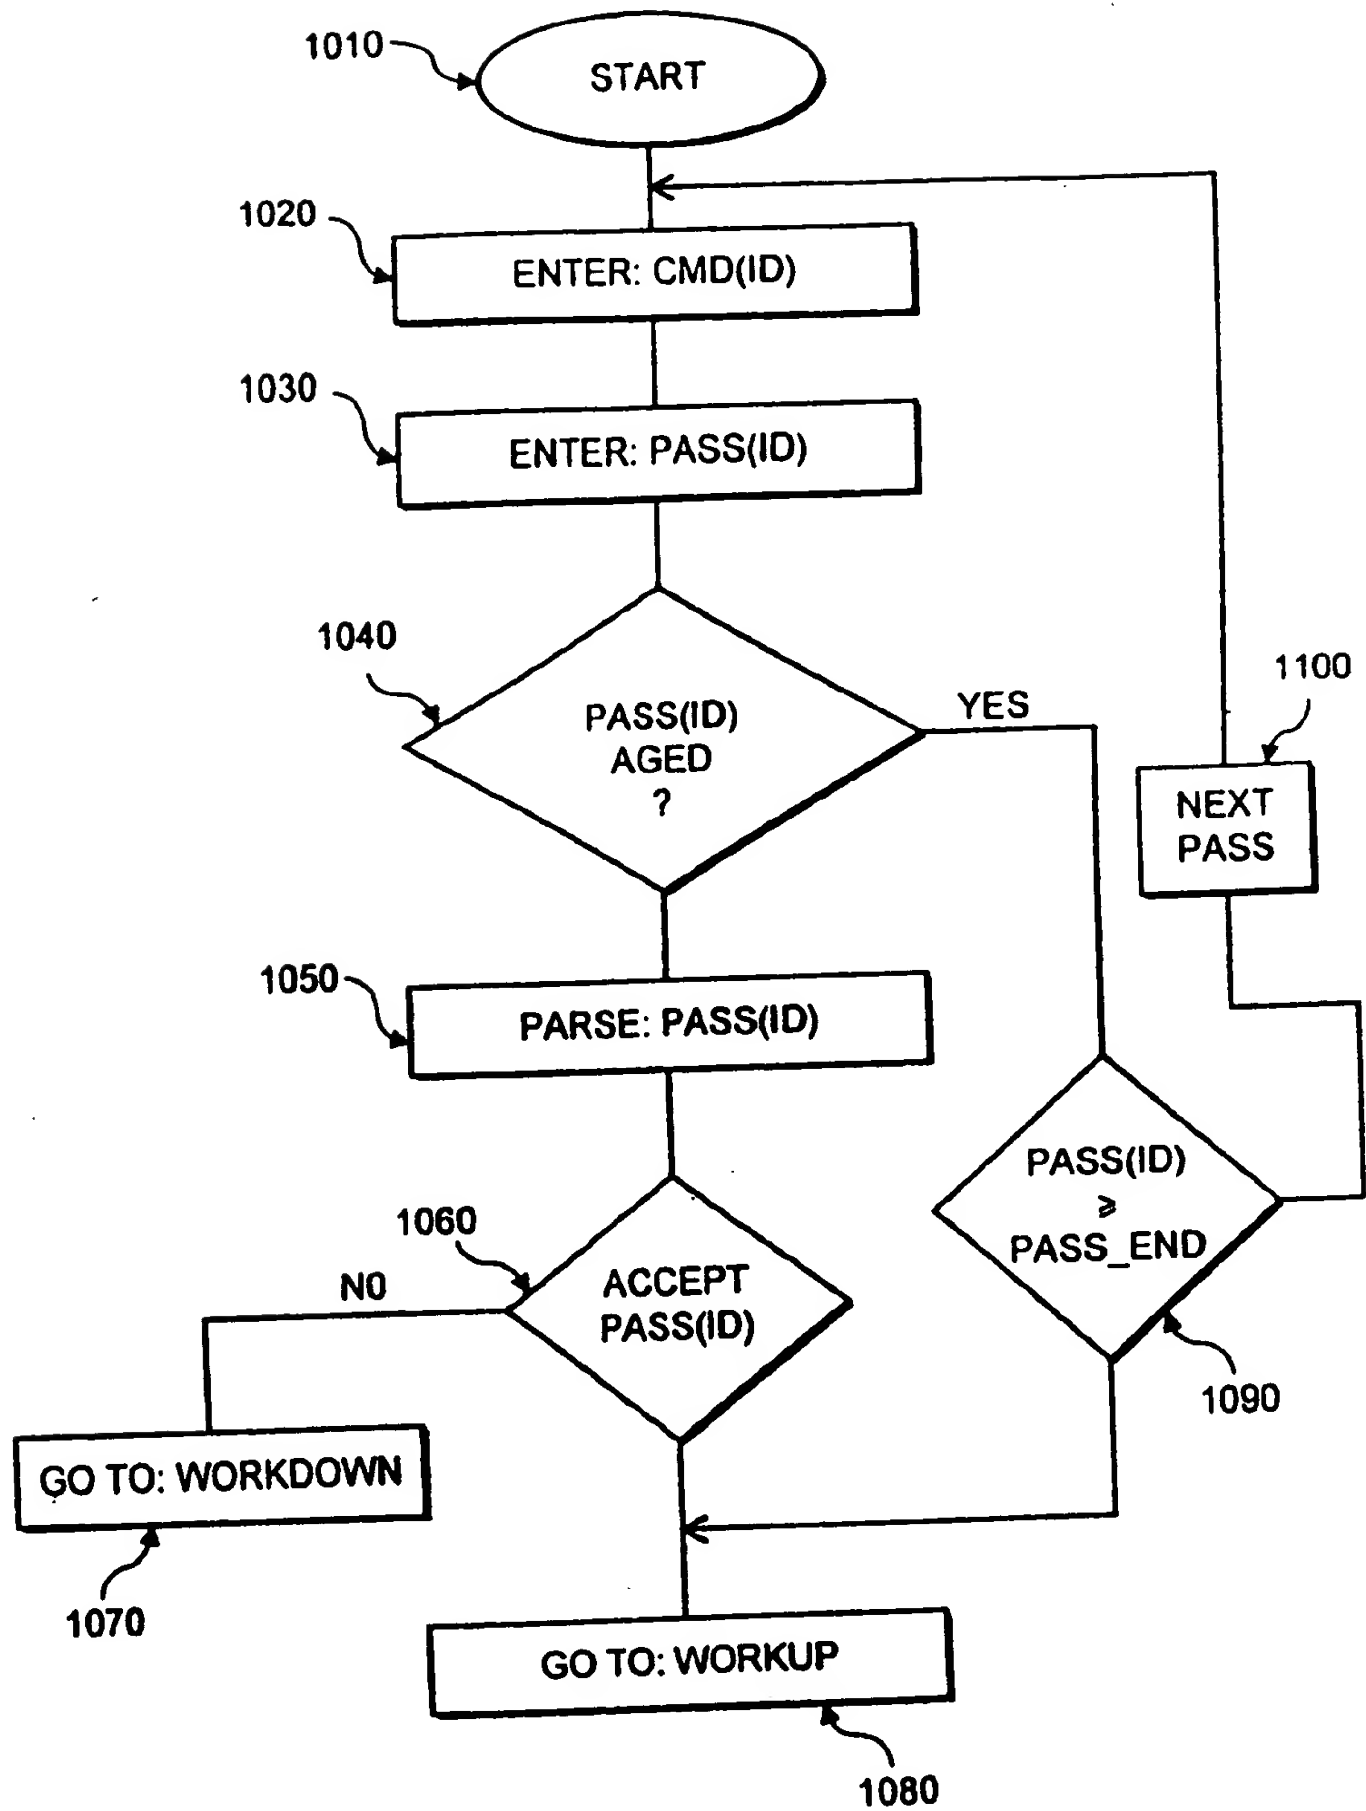 1010
START
1020
ENTER: CMD(ID)
1030
ENTER: PASS(ID)
1040
PASS(ID)
AGED
?
YES
1100
NEXT
PASS
1050
PARSE: PASS(ID)
PASS(ID)
⩾
PASS_END
1060
ACCEPT
PASS(ID)
NO
1090
GO TO: WORKDOWN
1070
GO TO: WORKUP
1080